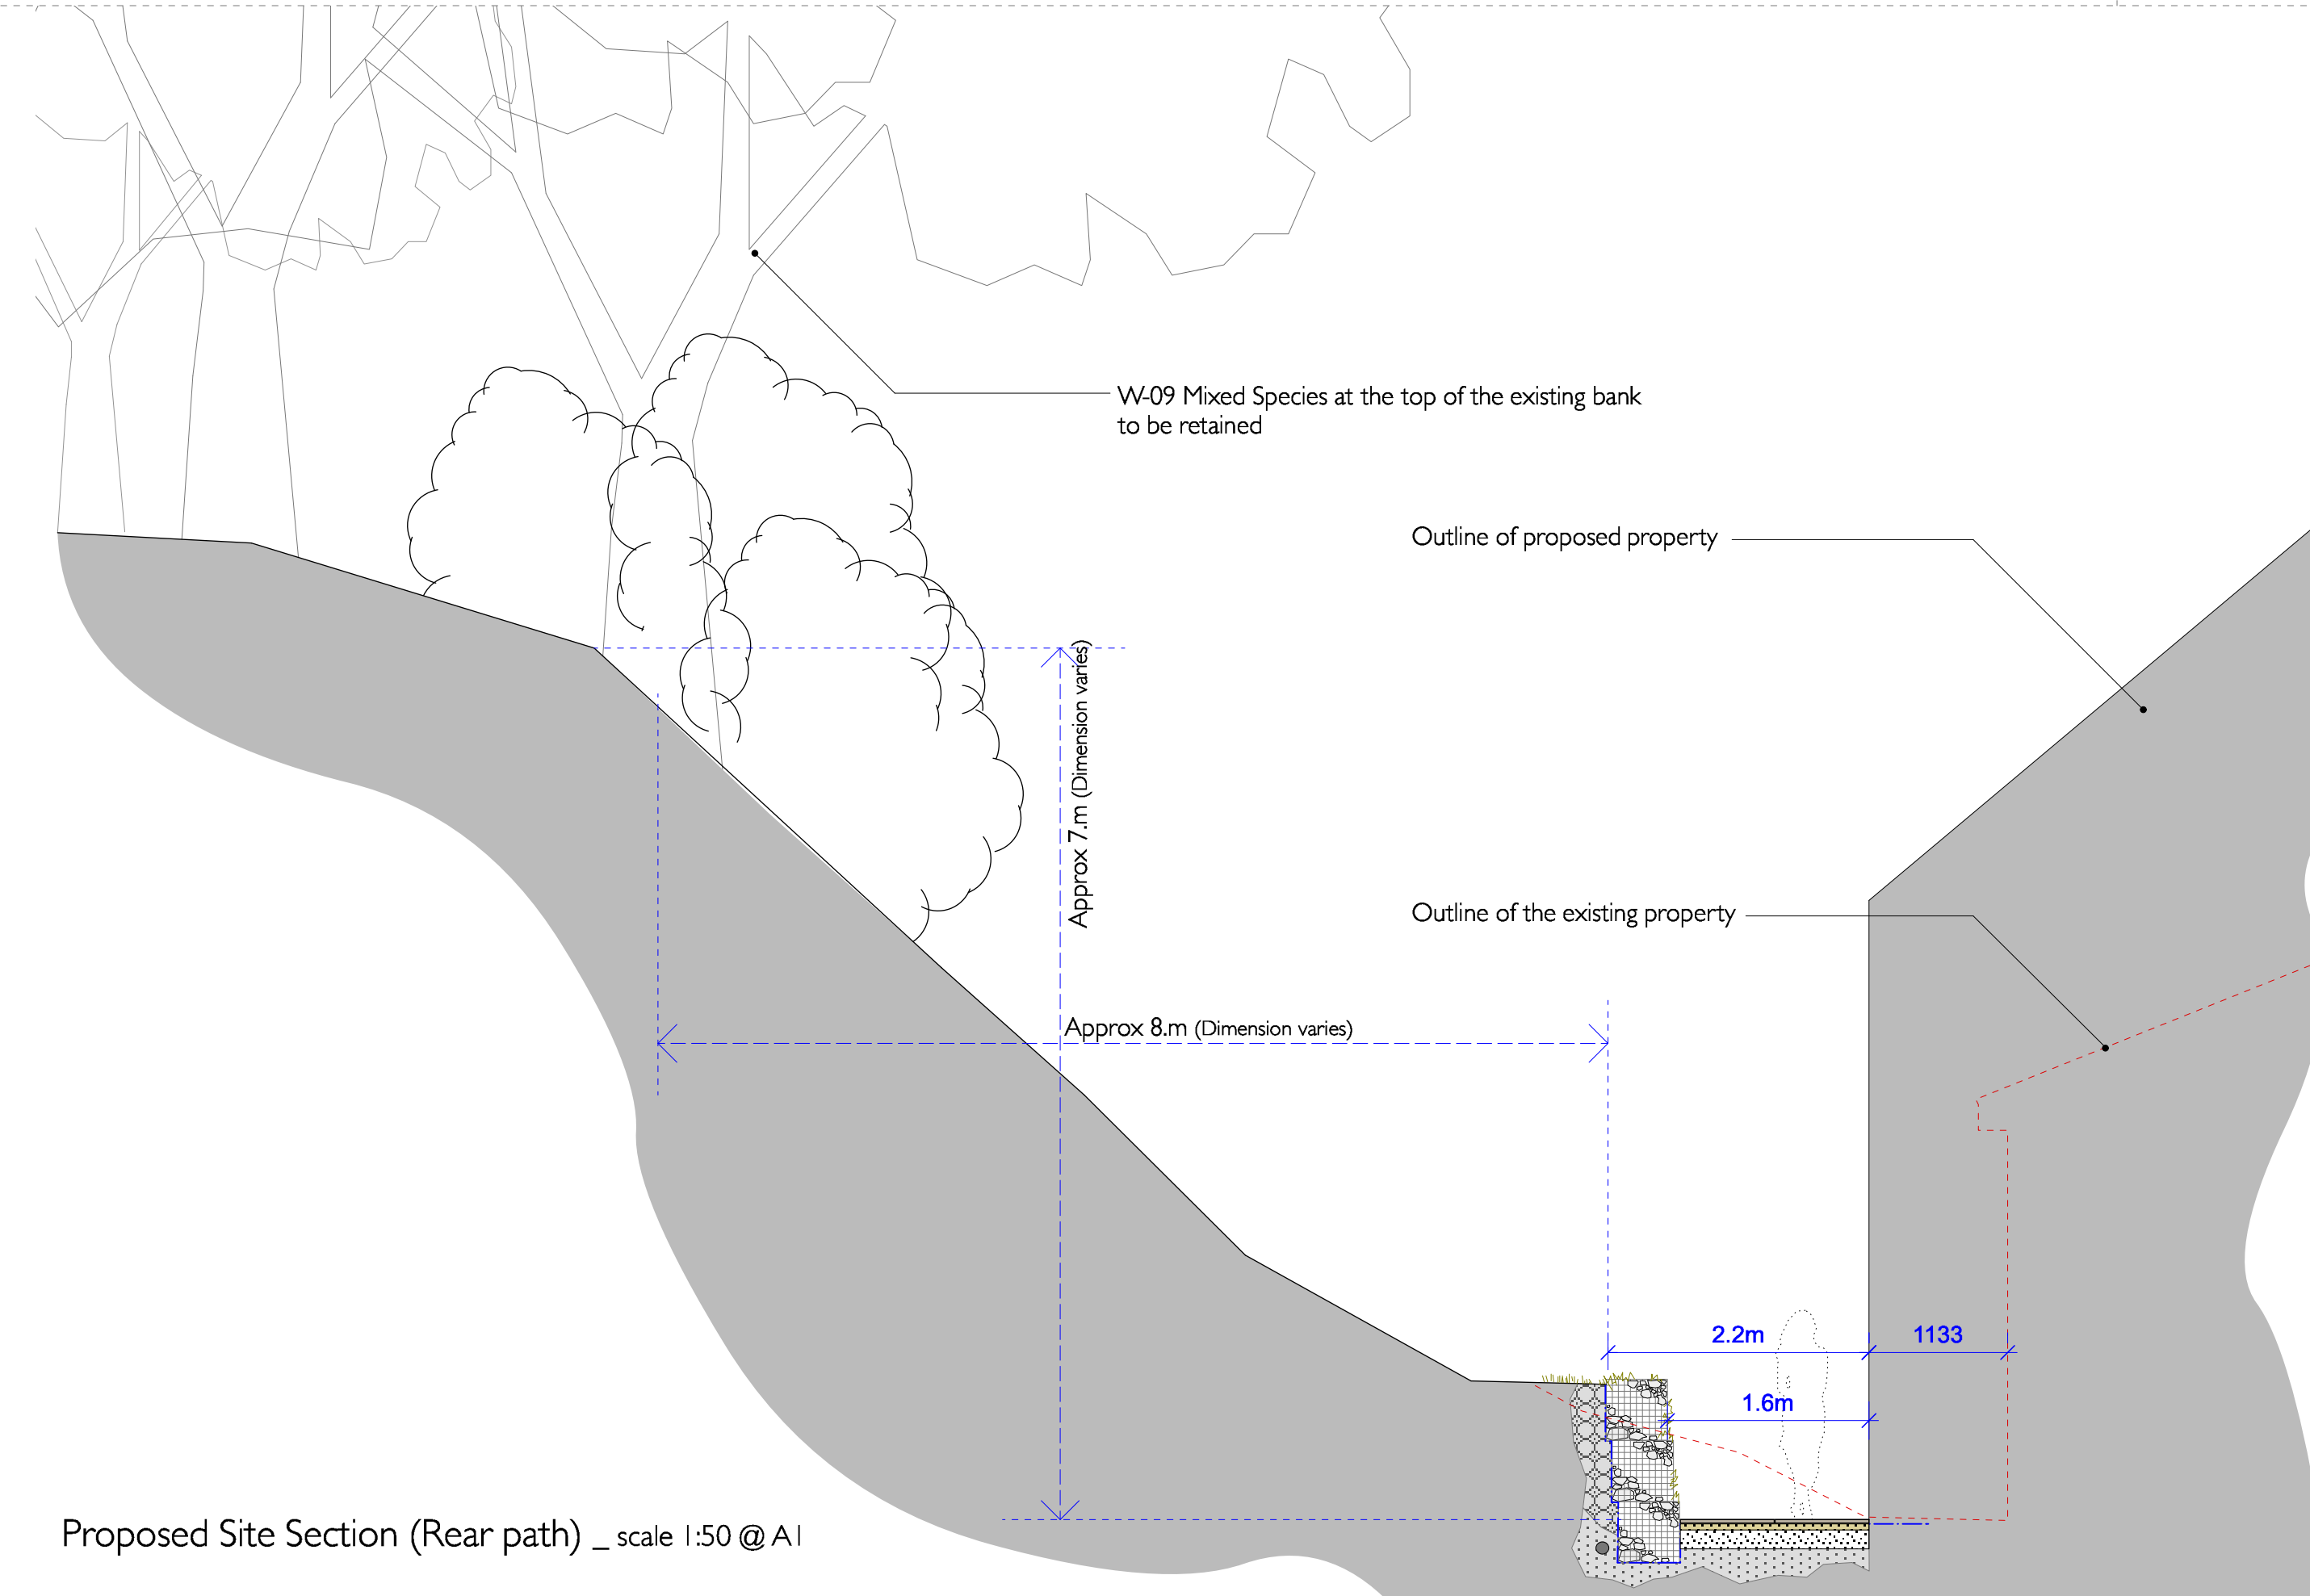 W-09 Mixed Species at the top of the existing bank
to be retained
Outline of proposed property
Approx 7.m (Dimension varies)
Outline of the existing property
Approx 8.m (Dimension varies)
2.2m
1133
1.6m
Proposed Site Section (Rear path) _ scale 1:50 @ A1